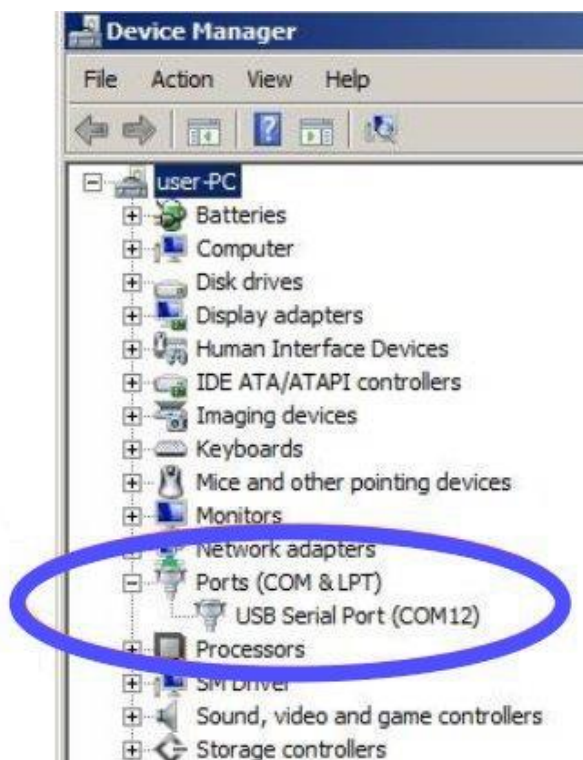 Device Manager
File Action View Help
user-PC
Batteries
Computer
Disk drives
Display adapters
Human Interface Devices
IDE ATA/ATAPI controllers
Imaging devices
Keyboards
Mice and other pointing devices
Monitors
Network adapters
Ports (COM & LPT)
USB Serial Port (COM12)
Processors
SM Driver
Sound, video and game controllers
Storage controllers